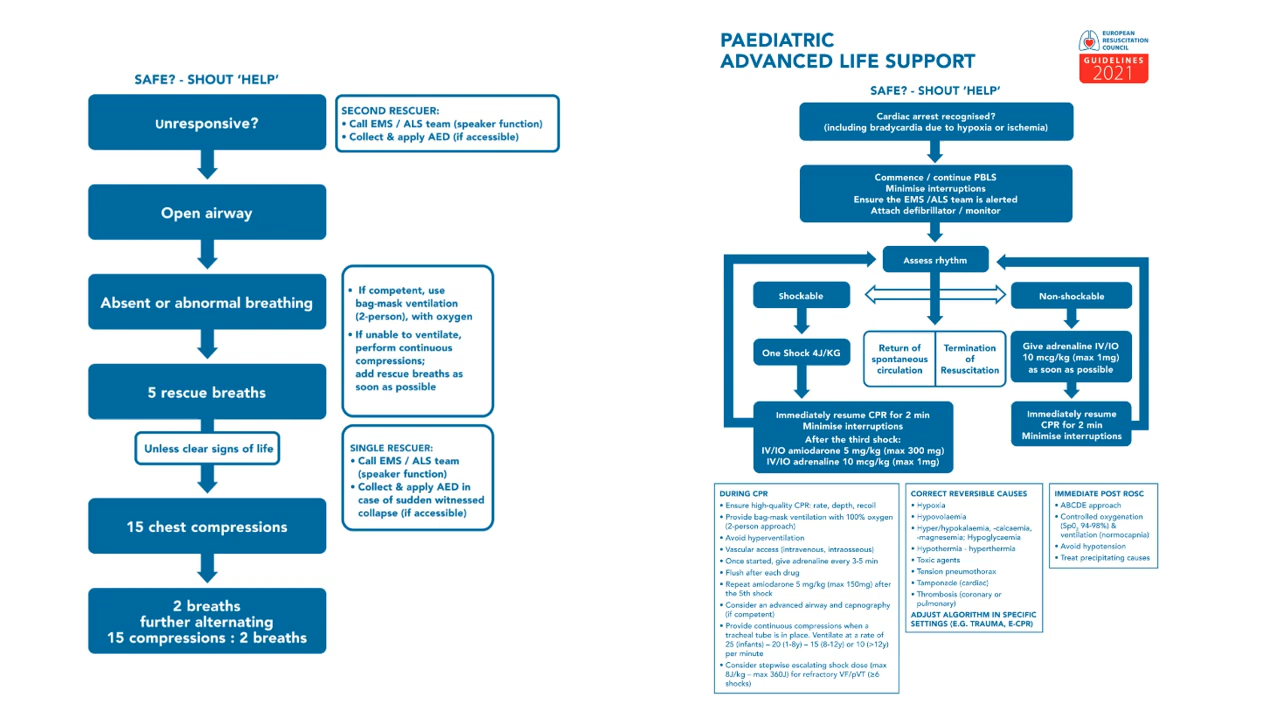 SAFE? - SHOUT ‘HELP’
Unresponsive?
SECOND RESCUER:
• Call EMS / ALS team (speaker function)
• Collect & apply AED (if accessible)
Open airway
Absent or abnormal breathing
• If competent, use
bag-mask ventilation
(2-person), with oxygen
• If unable to ventilate,
perform continuous
compressions;
add rescue breaths as
soon as possible
5 rescue breaths
Unless clear signs of life
SINGLE RESCUER:
• Call EMS / ALS team
(speaker function)
• Collect & apply AED in
case of sudden witnessed
collapse (if accessible)
15 chest compressions
2 breaths
further alternating
15 compressions : 2 breaths
PAEDIATRIC
ADVANCED LIFE SUPPORT
EUROPEAN
RESUSCITATION
COUNCIL
GUIDELINES
2021
SAFE? - SHOUT ‘HELP’
Cardiac arrest recognised?
(including bradycardia due to hypoxia or ischemia)
Commence / continue PBLS
Minimise interruptions
Ensure the EMS /ALS team is alerted
Attach defibrillator / monitor
Assess rhythm
Shockable
Non-shockable
One Shock 4J/KG
Return of
spontaneous
circulation
Termination
of
Resuscitation
Give adrenaline IV/IO
10 mcg/kg (max 1mg)
as soon as possible
Immediately resume CPR for 2 min
Minimise interruptions
After the third shock:
IV/IO amiodarone 5 mg/kg (max 300 mg)
IV/IO adrenaline 10 mcg/kg (max 1mg)
Immediately resume
CPR for 2 min
Minimise interruptions
DURING CPR
• Ensure high-quality CPR: rate, depth, recoil
• Provide bag-mask ventilation with 100% oxygen
(2-person approach)
• Avoid hyperventilation
• Vascular access (intravenous, intraosseous)
• Once started, give adrenaline every 3-5 min
• Flush after each drug
• Repeat amiodarone 5 mg/kg (max 150mg) after
the 5th shock
• Consider an advanced airway and capnography
(if competent)
• Provide continuous compressions when a
tracheal tube is in place. Ventilate at a rate of
25 (infants) – 20 (1-8y) – 15 (8-12y) or 10 (>12y)
per minute
• Consider stepwise escalating shock dose (max
8J/kg – max 360J) for refractory VF/pVT (≥6
shocks)
CORRECT REVERSIBLE CAUSES
• Hypoxia
• Hypovolaemia
• Hyper/hypokalaemia, -calcaemia,
-magnesemia; Hypoglycaemia
• Hypothermia - hyperthermia
• Toxic agents
• Tension pneumothorax
• Tamponade (cardiac)
• Thrombosis (coronary or
pulmonary)
ADJUST ALGORITHM IN SPECIFIC
SETTINGS (E.G. TRAUMA, E-CPR)
IMMEDIATE POST ROSC
• ABCDE approach
• Controlled oxygenation
(Sp0₂ 94-98%) &
ventilation (normocapnia)
• Avoid hypotension
• Treat precipitating causes